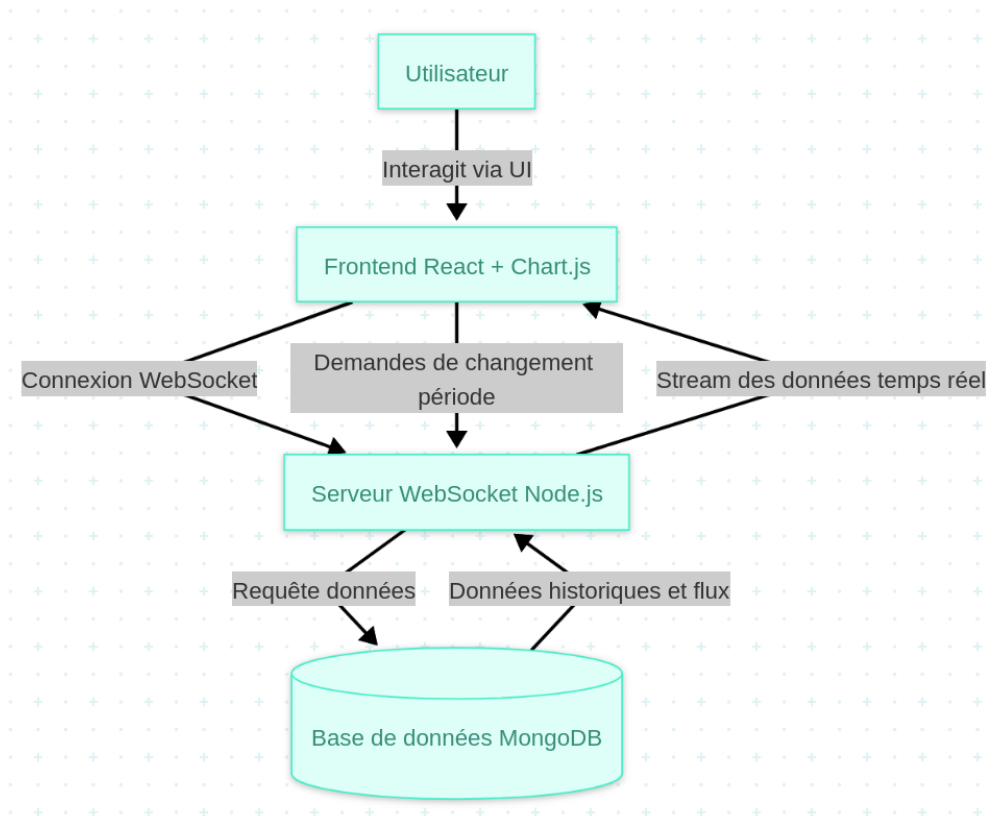 Utilisateur
Interagit via UI
Frontend React + Chart.js
Connexion WebSocket
Demandes de changement
période
Stream des données temps réel
Serveur WebSocket Node.js
Requête données
Données historiques et flux
Base de données MongoDB